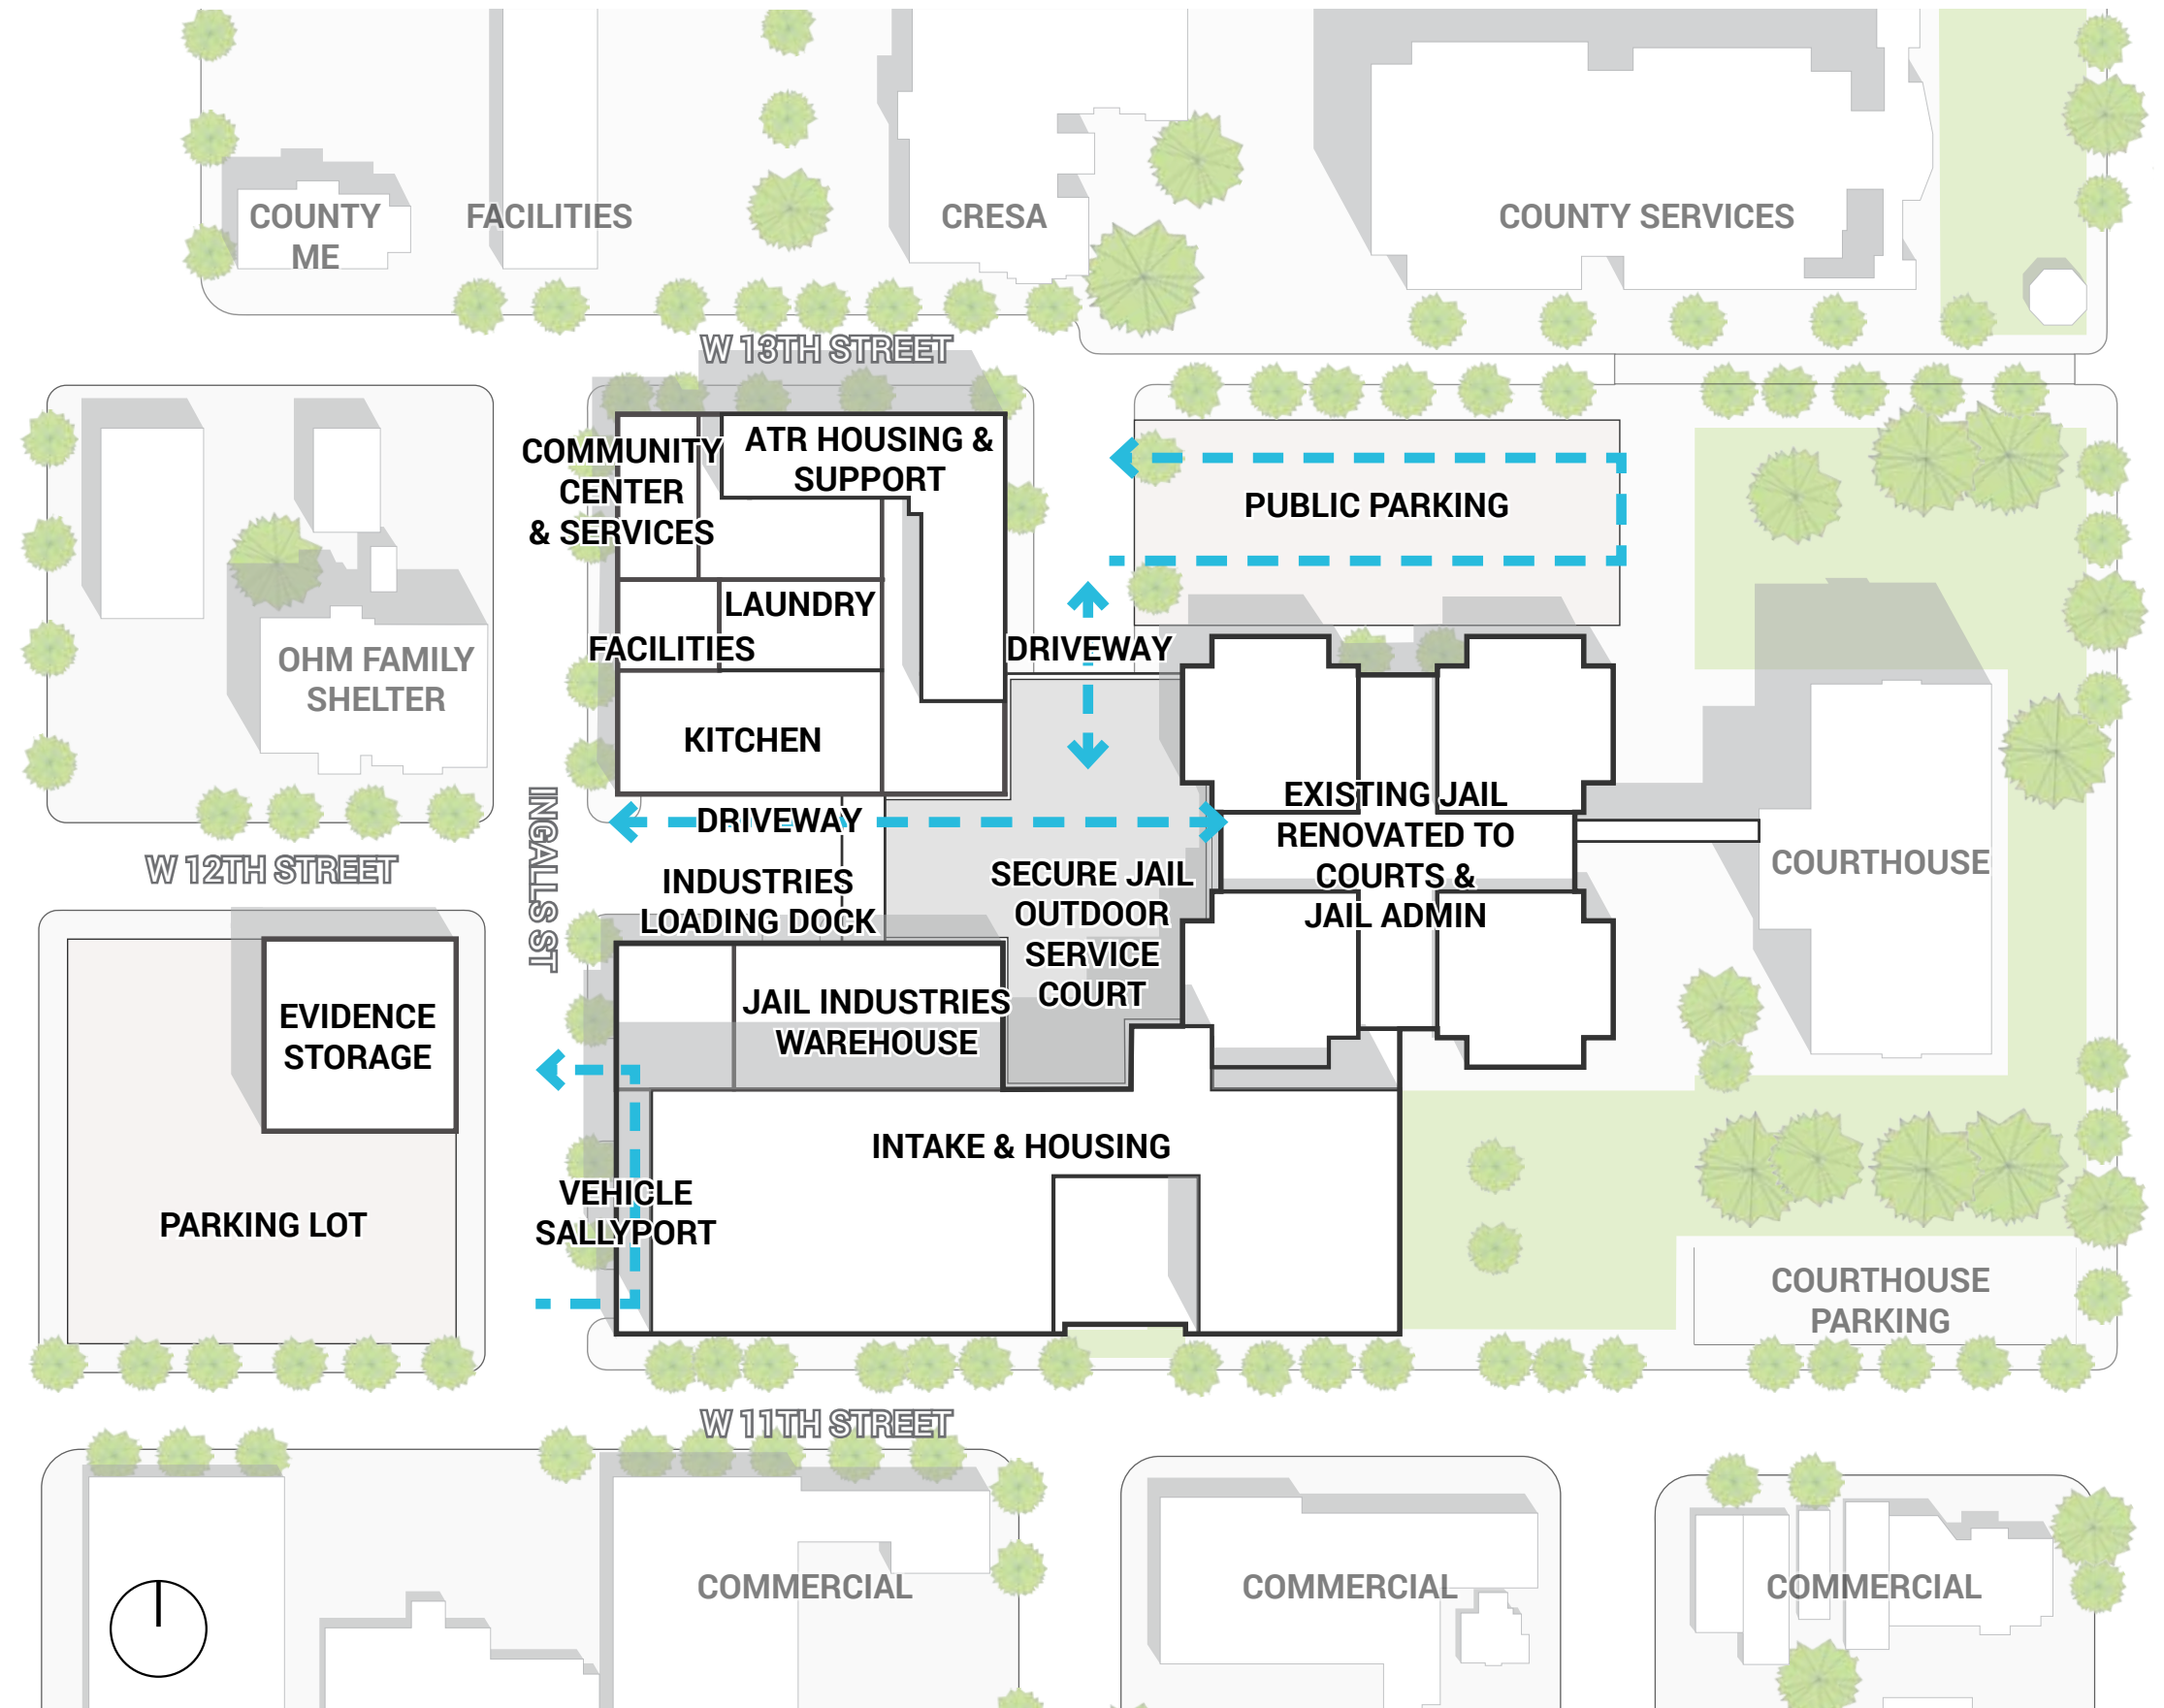 COUNTY
ME
FACILITIES
CRESA
COUNTY SERVICES
W 13TH STREET
COMMUNITY
CENTER
& SERVICES
ATR HOUSING &
SUPPORT
PUBLIC PARKING
LAUNDRY
FACILITIES
DRIVEWAY
OHM FAMILY
SHELTER
KITCHEN
INGALLS ST
DRIVEWAY
EXISTING JAIL
RENOVATED TO
COURTS &
JAIL ADMIN
W 12TH STREET
COURTHOUSE
INDUSTRIES
LOADING DOCK
SECURE JAIL
OUTDOOR
SERVICE
COURT
EVIDENCE
STORAGE
JAIL INDUSTRIES
WAREHOUSE
INTAKE & HOUSING
VEHICLE
SALLYPORT
PARKING LOT
COURTHOUSE
PARKING
W 11TH STREET
COMMERCIAL
COMMERCIAL
COMMERCIAL